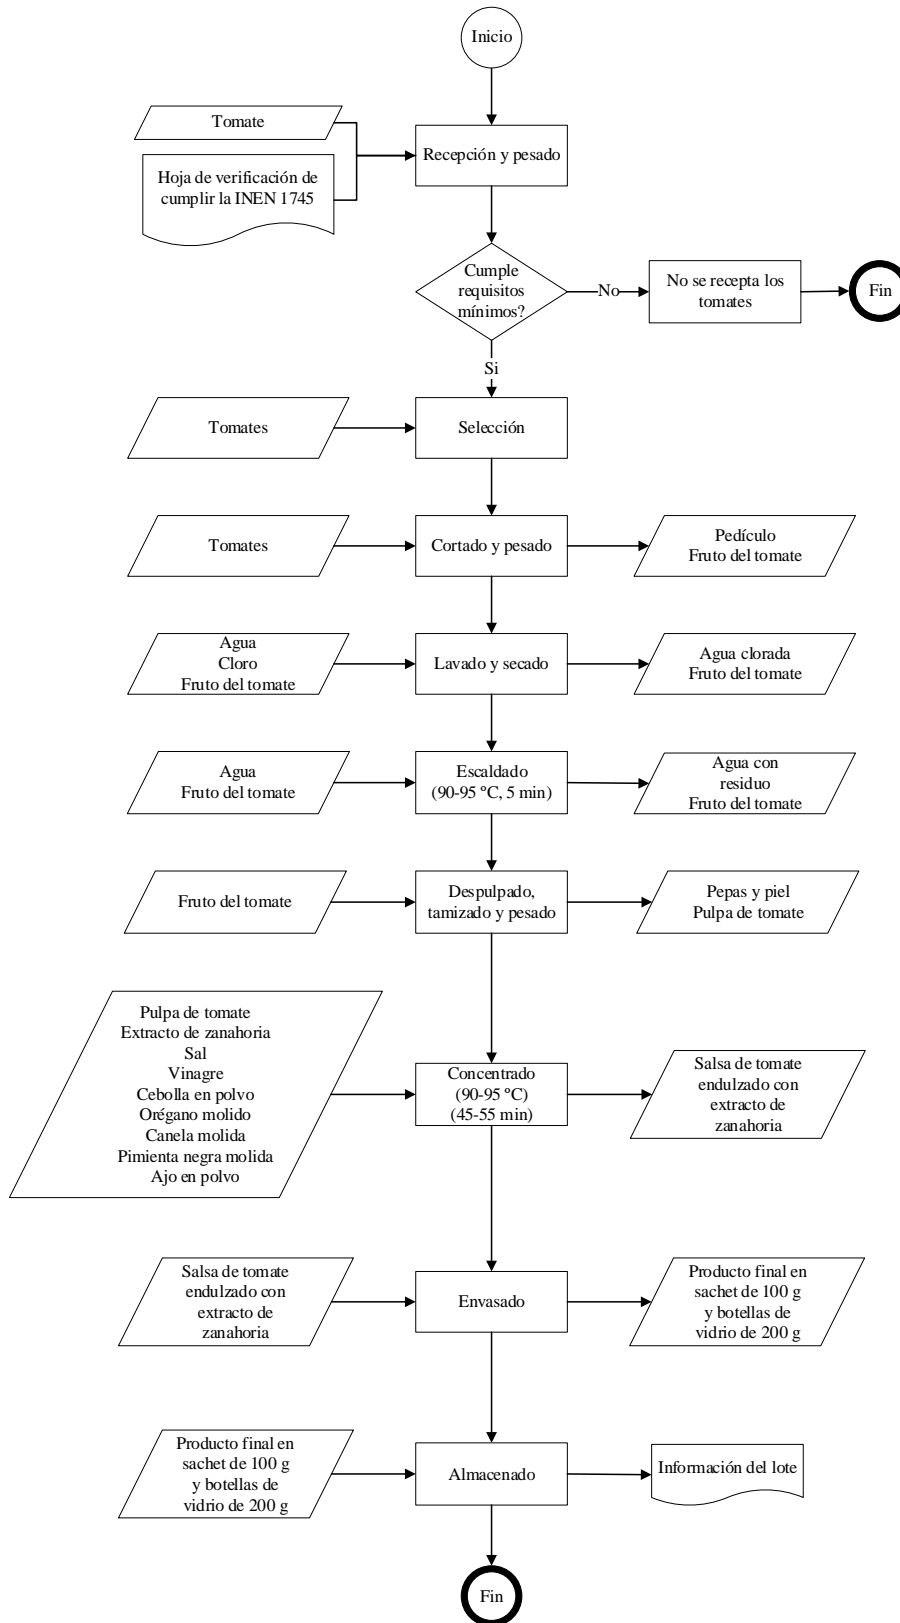 Inicio
Tomate
Recepción y pesado
Hoja de verificación de
cumplir la INEN 1745
Cumple
requisitos
mínimos?
No
No se recepta los
tomates
Fin
Si
Tomates
Selección
Tomates
Cortado y pesado
Pedículo
Fruto del tomate
Agua
Cloro
Fruto del tomate
Lavado y secado
Agua clorada
Fruto del tomate
Agua
Fruto del tomate
Escaldado
(90-95 ºC, 5 min)
Agua con
residuo
Fruto del tomate
Fruto del tomate
Despulpado,
tamizado y pesado
Pepas y piel
Pulpa de tomate
Pulpa de tomate
Extracto de zanahoria
Sal
Vinagre
Cebolla en polvo
Orégano molido
Canela molida
Pimienta negra molida
Ajo en polvo
Concentrado
(90-95 ºC)
(45-55 min)
Salsa de tomate
endulzado con
extracto de
zanahoria
Salsa de tomate
endulzado con
extracto de
zanahoria
Envasado
Producto final en
sachet de 100 g
y botellas de
vidrio de 200 g
Producto final en
sachet de 100 g
y botellas de
vidrio de 200 g
Almacenado
Información del lote
Fin